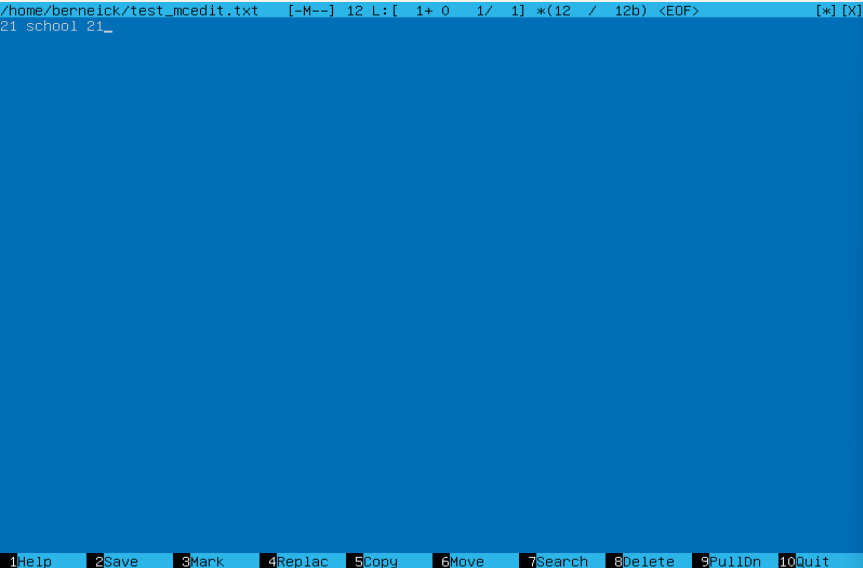 /home/berneick/test_mcedit.txt [-M--] 12 L:[ 1+ 0 1/ 1] *(12 / 12b) <EOF> [*][X]
21 school 21_
1Help 2Save 3Mark 4Replac 5Copy 6Move 7Search 8Delete 9PullDn 10Quit